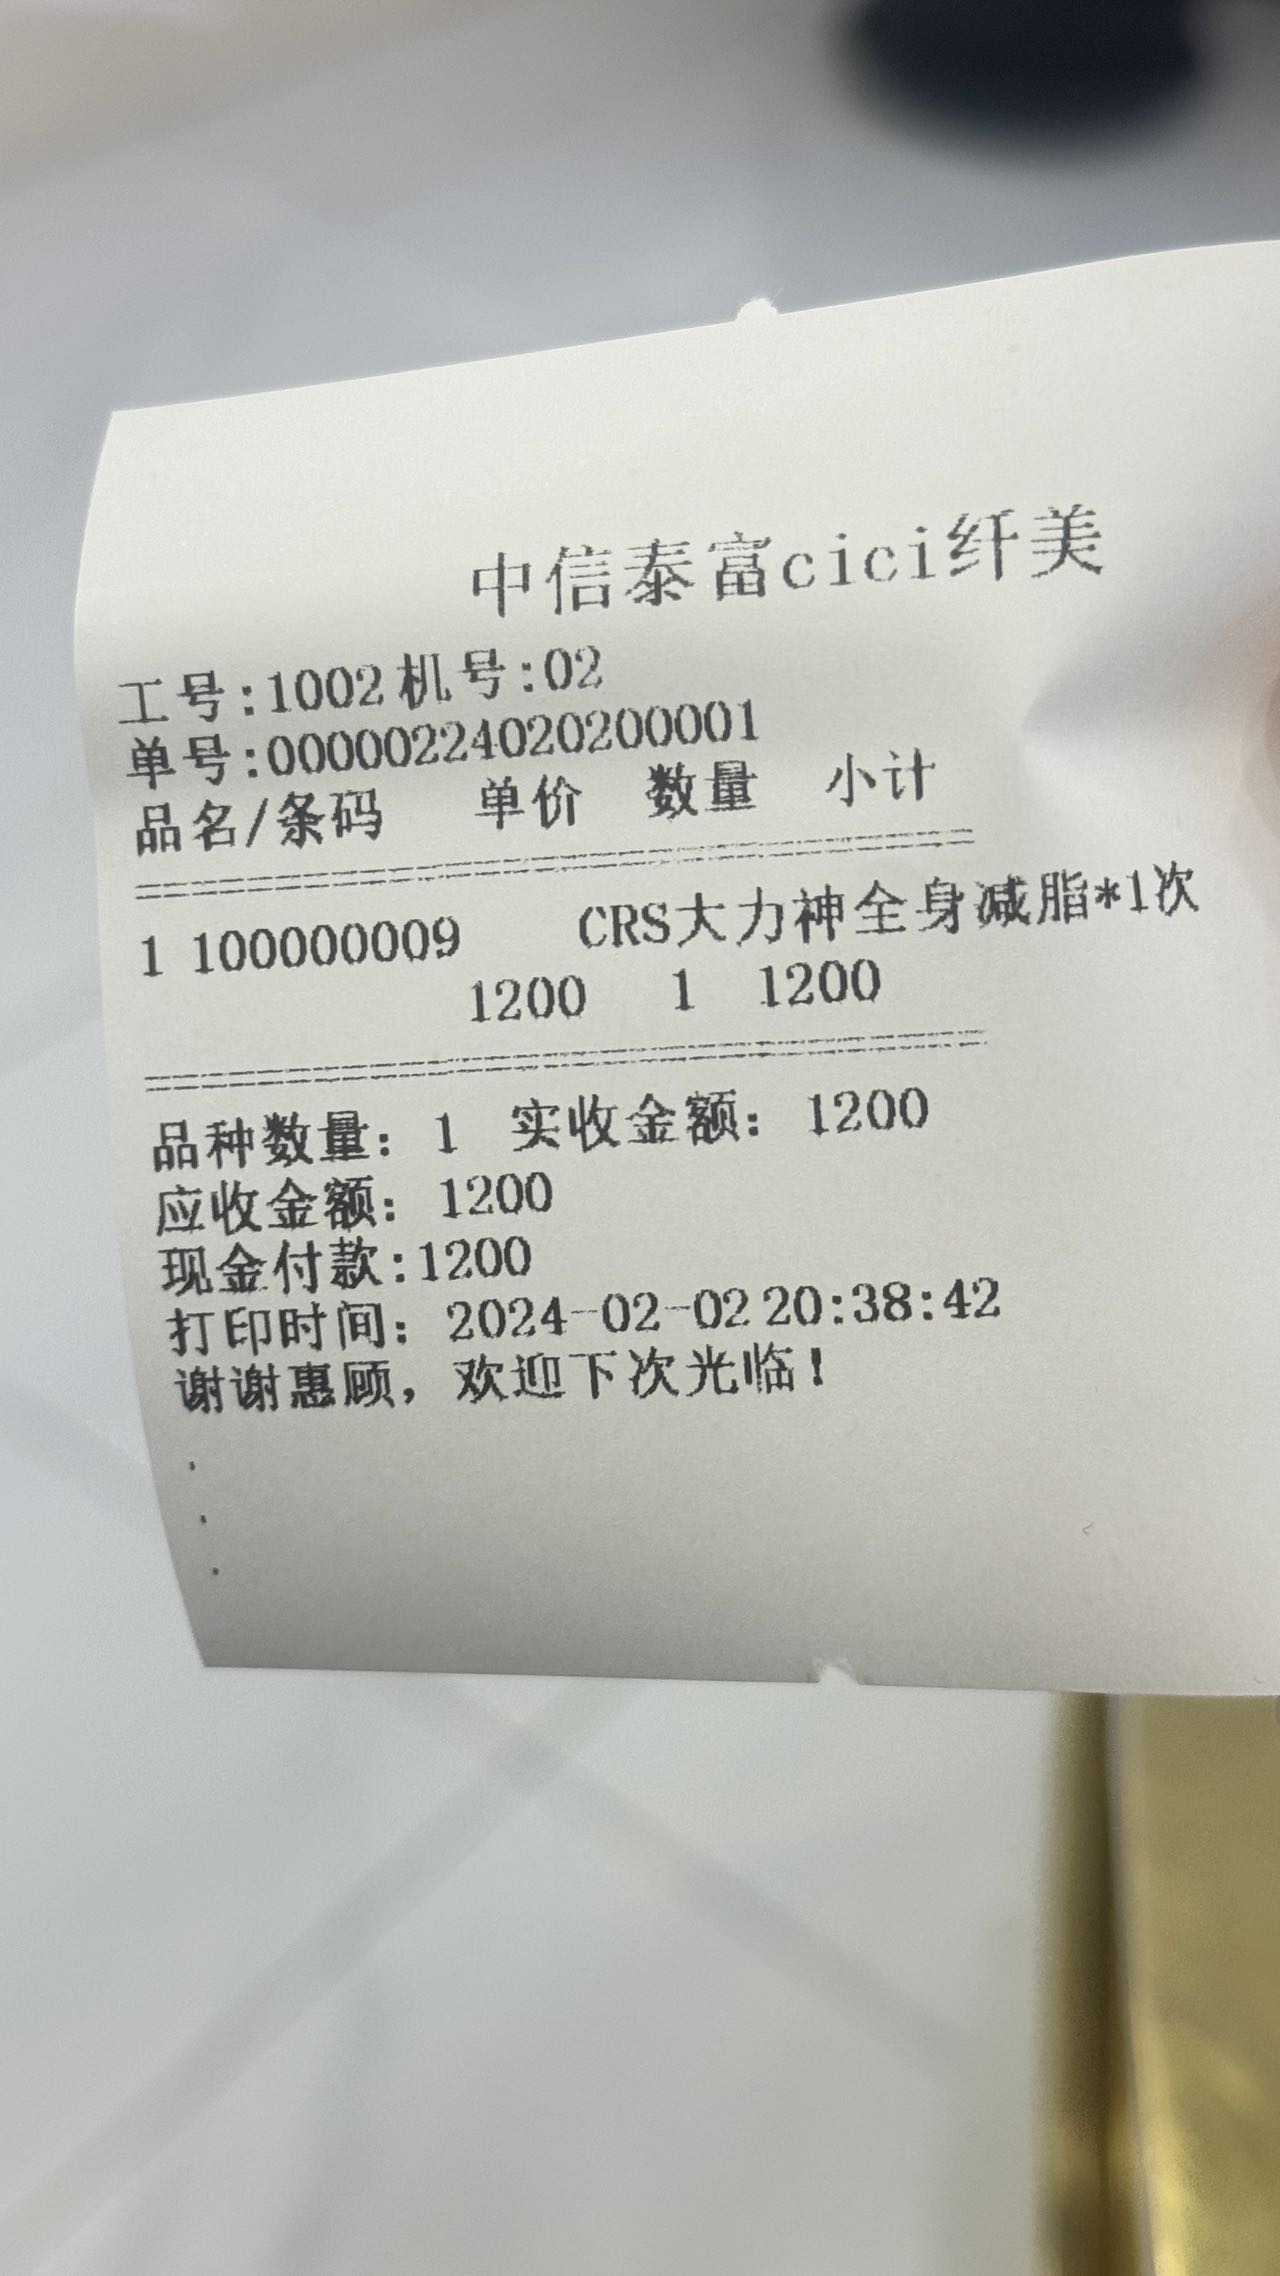 中信泰富cici纤美
工号:1002 机号:02
单号:00000224020200001
品名/条码 单价 数量 小计
1 100000009 CRS大力神全身减脂*1次
1200 1 1200
品种数量: 1 实收金额: 1200
应收金额: 1200
现金付款:1200
打印时间: 2024-02-02 20:38:42
谢谢惠顾，欢迎下次光临!
.
.
.